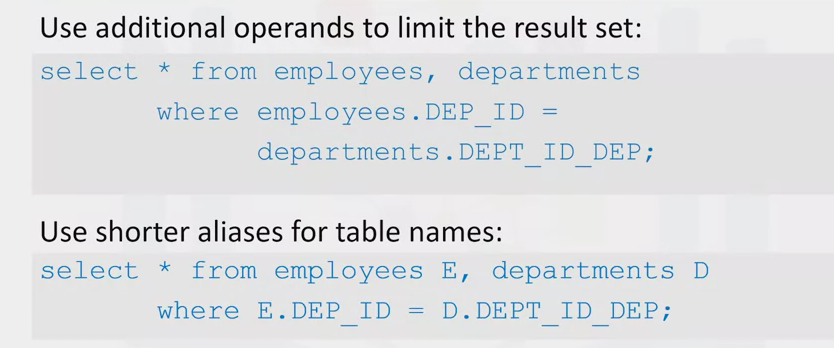 Use additional operands to limit the result set:
select * from employees, departments
where employees.DEP_ID =
departments.DEPT_ID_DEP;
Use shorter aliases for table names:
select * from employees E, departments D
where E.DEP_ID = D.DEPT_ID_DEP;